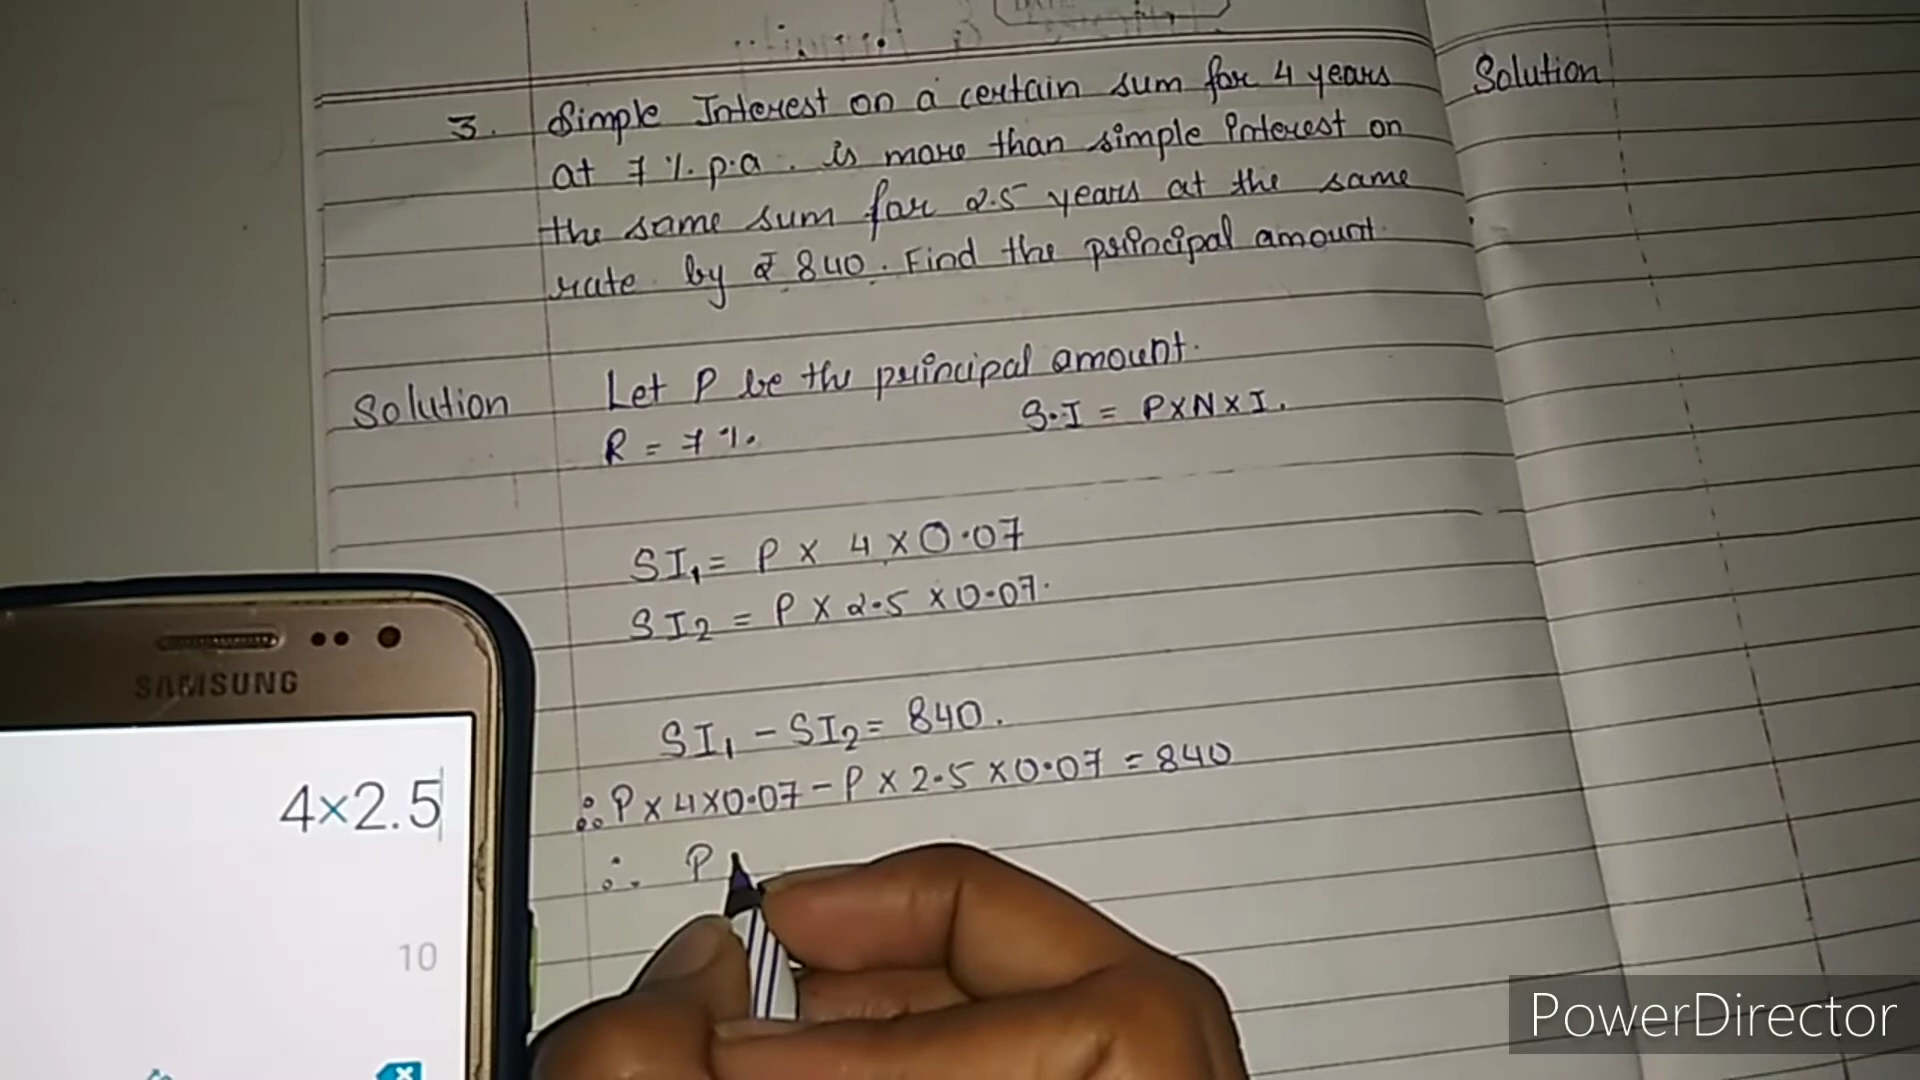 3. Simple Interest on a certain sum for 4 years
at 7 %. p.a. is more than simple interest on
the same sum for 2.5 years at the same
rate by ₹ 840. Find the principal amount.
Solution
Solution Let P be the principal amount.
R = 7 %. S.I = P×N×I.
SI₁ = P × 4 × 0.07
SI₂ = P × 2.5 × 0.07.
SI₁ - SI₂ = 840.
∴ P × 4 × 0.07 - P × 2.5 × 0.07 = 840
∴ P
SAMSUNG
4×2.5
10
PowerDirector